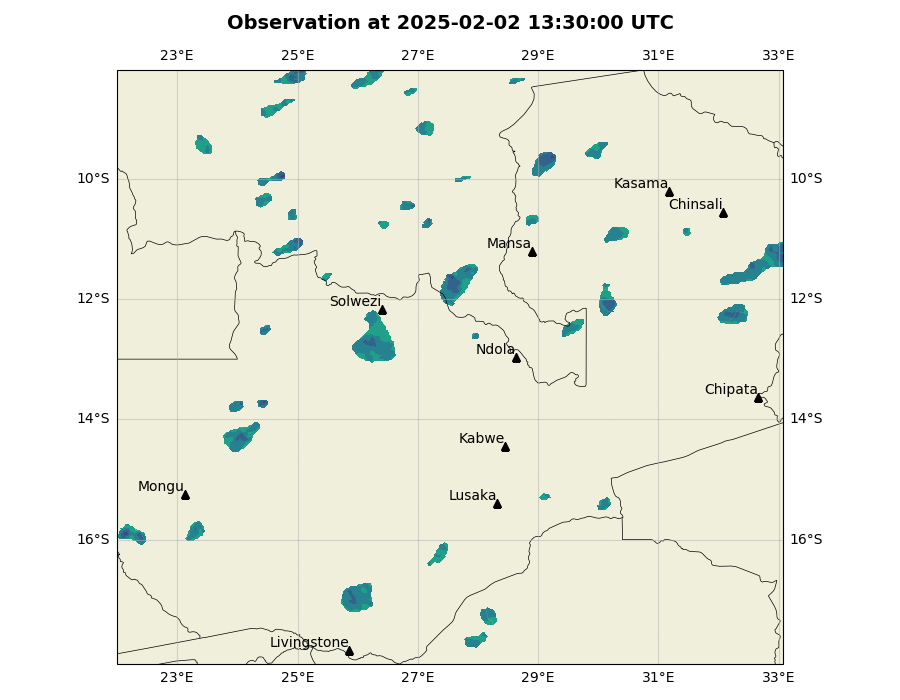 Observation at 2025-02-02 13:30:00 UTC
23°E 25°E 27°E 29°E 31°E 33°E
10°S 10°S
Kasama
Chinsali
Mansa
12°S 12°S
Solwezi
Ndola
Chipata
14°S 14°S
Kabwe
Mongu
Lusaka
16°S 16°S
Livingstone
23°E 25°E 27°E 29°E 31°E 33°E